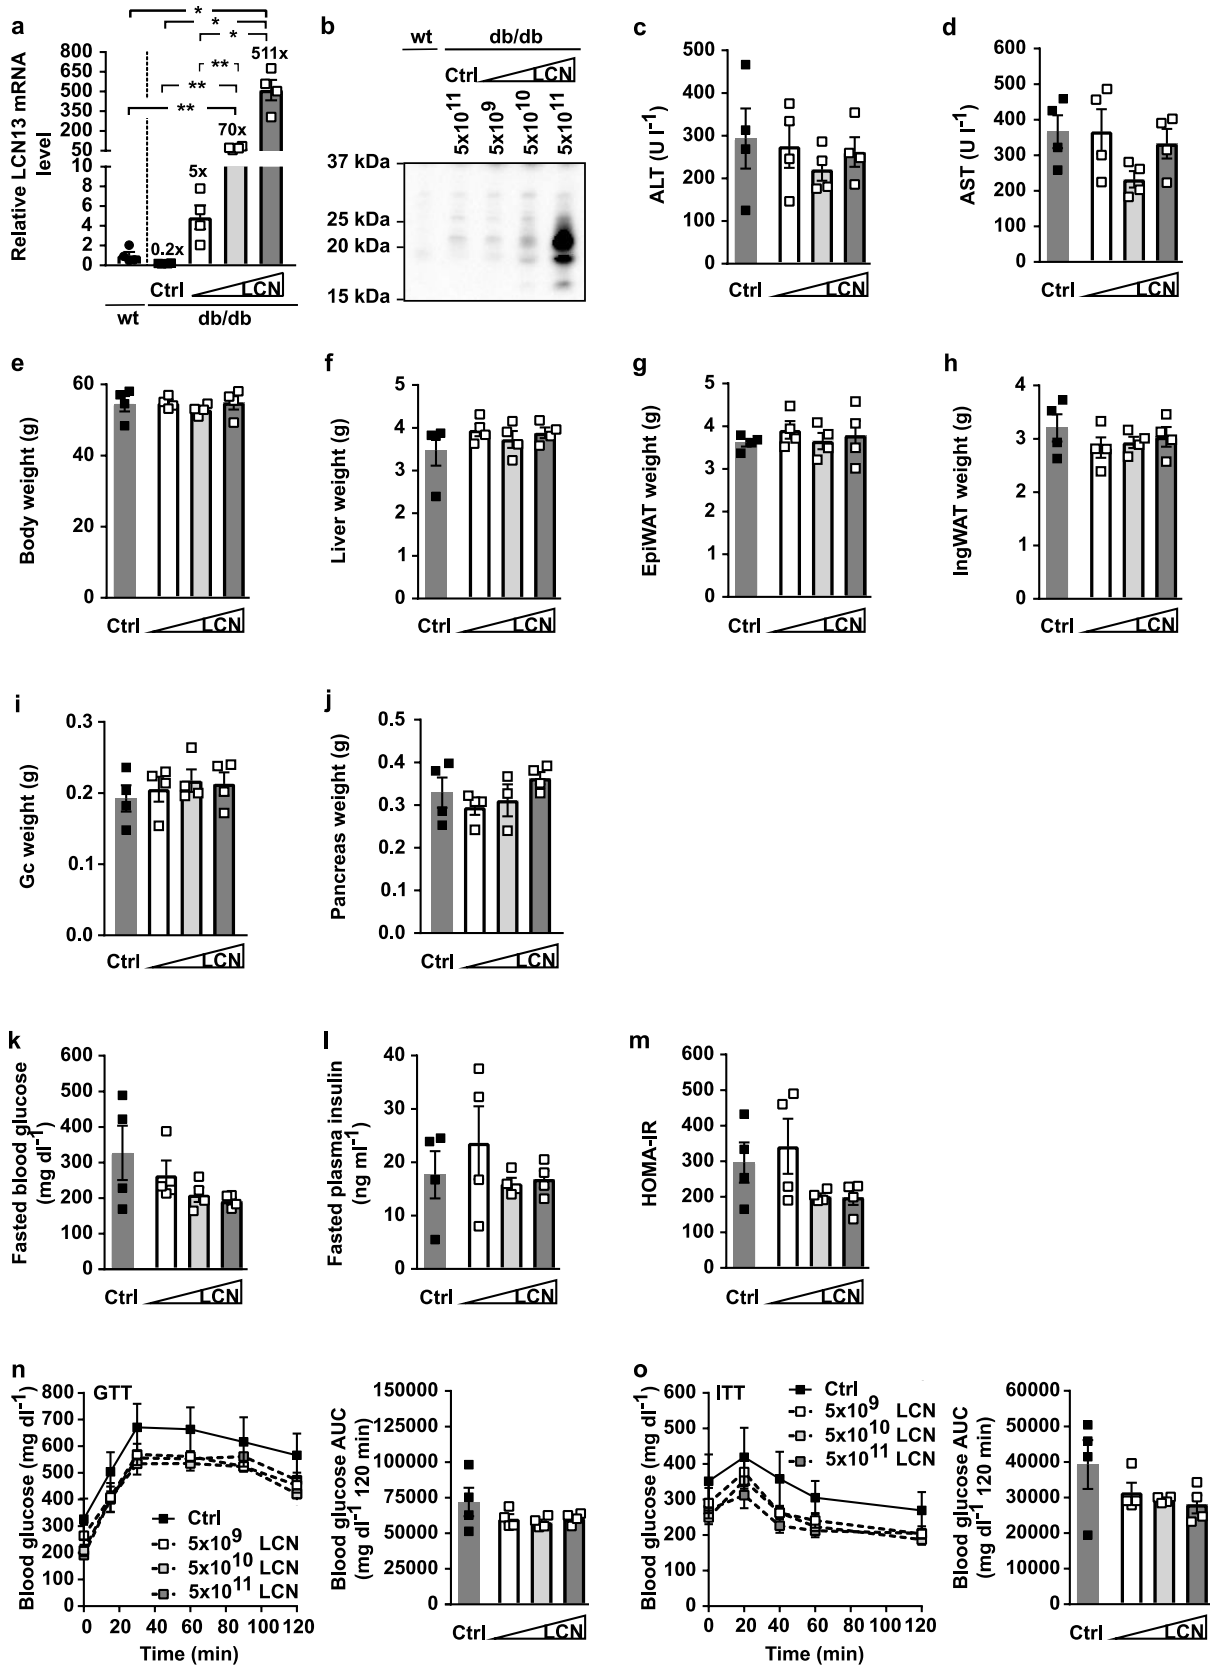 a
Relative LCN13 mRNA
level
800
650
500
350
200
50
10
8
6
4
2
0
*
*
*
**
**
**
0.2x
5x
70x
511x
Ctrl
LCN
wt
db/db
b
wt
db/db
Ctrl
LCN
5x10^11
5x10^9
5x10^10
5x10^11
37 kDa
25 kDa
20 kDa
15 kDa
c
ALT (U l^−1)
500
400
300
200
100
0
Ctrl
LCN
d
AST (U l^−1)
600
500
400
300
200
100
0
Ctrl
LCN
e
Body weight (g)
60
40
20
0
Ctrl
LCN
f
Liver weight (g)
5
4
3
2
1
0
Ctrl
LCN
g
EpiWAT weight (g)
5
4
3
2
1
0
Ctrl
LCN
h
IngWAT weight (g)
4
3
2
1
0
Ctrl
LCN
i
Gc weight (g)
0.3
0.2
0.1
0.0
Ctrl
LCN
j
Pancreas weight (g)
0.5
0.4
0.3
0.2
0.1
0.0
Ctrl
LCN
k
Fasted blood glucose
(mg dl^−1)
600
500
400
300
200
100
0
Ctrl
LCN
l
Fasted plasma insulin
(ng ml^−1)
40
30
20
10
0
Ctrl
LCN
m
HOMA-IR
600
500
400
300
200
100
0
Ctrl
LCN
n
GTT
Blood glucose (mg dl^−1)
800
700
600
500
400
300
200
100
0
Ctrl
5x10^9 LCN
5x10^10 LCN
5x10^11 LCN
0 20 40 60 80 100 120
Time (min)
Blood glucose AUC
(mg dl^−1 120 min)
150000
125000
100000
75000
50000
25000
0
Ctrl
LCN
o
ITT
Blood glucose (mg dl^−1)
600
500
400
300
200
100
0
Ctrl
5x10^9 LCN
5x10^10 LCN
5x10^11 LCN
0 20 40 60 80 100 120
Time (min)
Blood glucose AUC
(mg dl^−1 120 min)
60000
50000
40000
30000
20000
10000
0
Ctrl
LCN